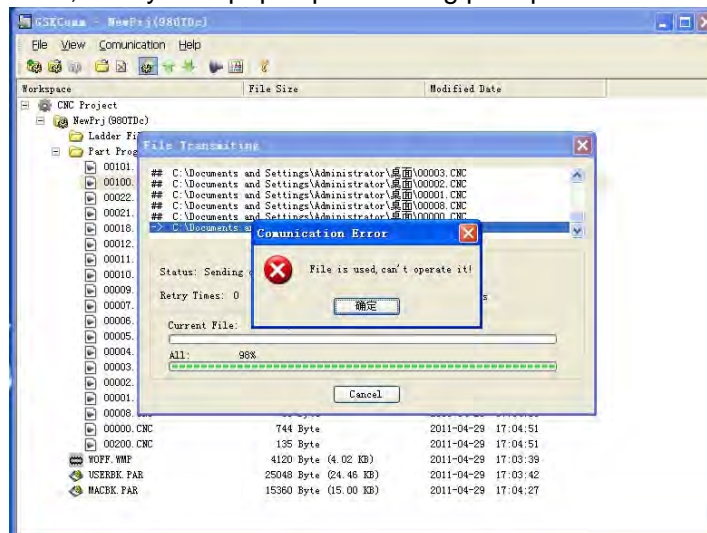 GSKComm - NewPrj(980TDc)
File View Comunication Help
Workspace File Size Modified Date
CNC Project
NewPrj (980TDc)
Ladder Fi
File Transmiting
Part Prog
00101.
## C:\Documents and Settings\Administrator\桌面\00003.CNC
00100.
## C:\Documents and Settings\Administrator\桌面\00002.CNC
00022.
## C:\Documents and Settings\Administrator\桌面\00001.CNC
## C:\Documents and Settings\Administrator\桌面\00008.CNC
00021.
## C:\Documents and Settings\Administrator\桌面\00000.CNC
00018.
-> C:\Documents a
Comunication Error
00012.
00011.
File is used,can't operate it!
00010.
Status: Sending
00009.
Retry Times: 0 s
00007.
确定
00006.
Current File:
00005.
00004.
All: 98%
00003.
00002.
Cancel
00001.
00008.
00000.CNC 744 Byte 2011-04-29 17:04:51
00200.CNC 135 Byte 2011-04-29 17:04:51
WOFF.WMP 4120 Byte (4.02 KB) 2011-04-29 17:03:39
USERBK.PAR 25048 Byte (24.46 KB) 2011-04-29 17:03:42
MACBK.PAR 15360 Byte (15.00 KB) 2011-04-29 17:04:27